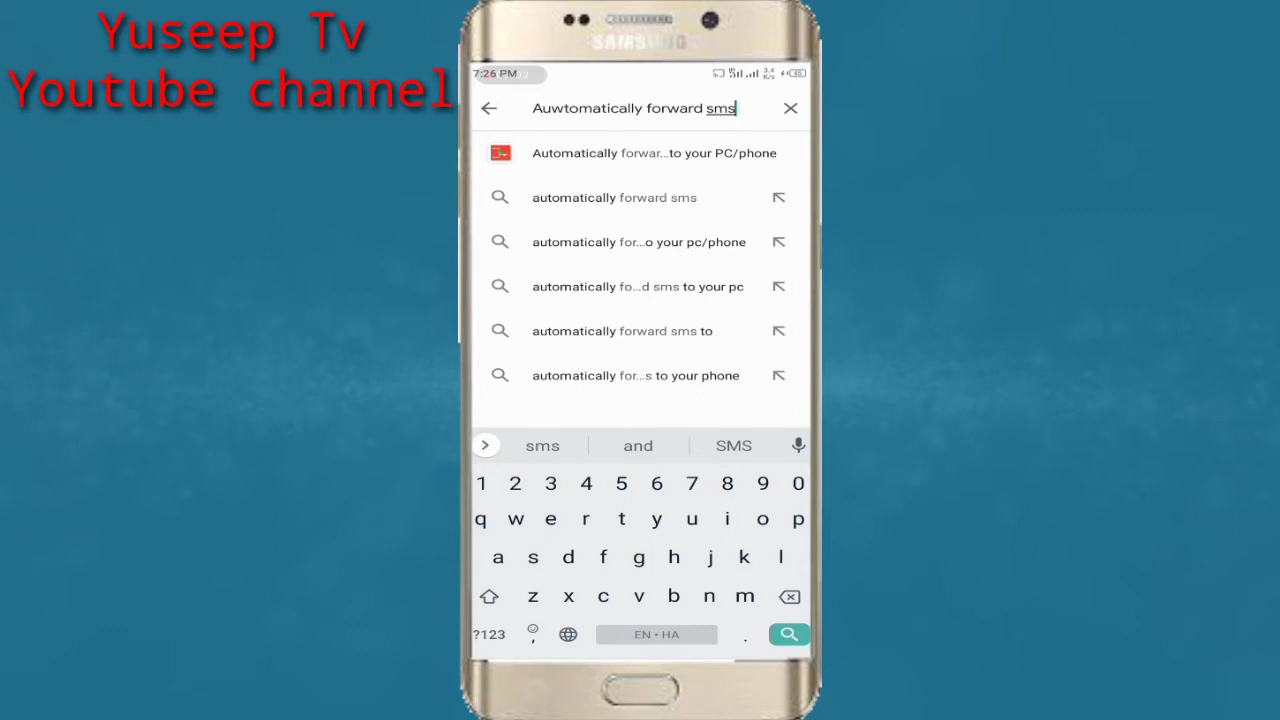 Yuseep Tv
Youtube channel
SAMSUNG
7:26 PM
Auwtomatically forward sms
Automatically forwar...to your PC/phone
automatically forward sms
automatically for...o your pc/phone
automatically fo...d sms to your pc
automatically forward sms to
automatically for...s to your phone
sms and SMS
1 2 3 4 5 6 7 8 9 0
q w e r t y u i o p
a s d f g h j k l
z x c v b n m
?123 , EN • HA .